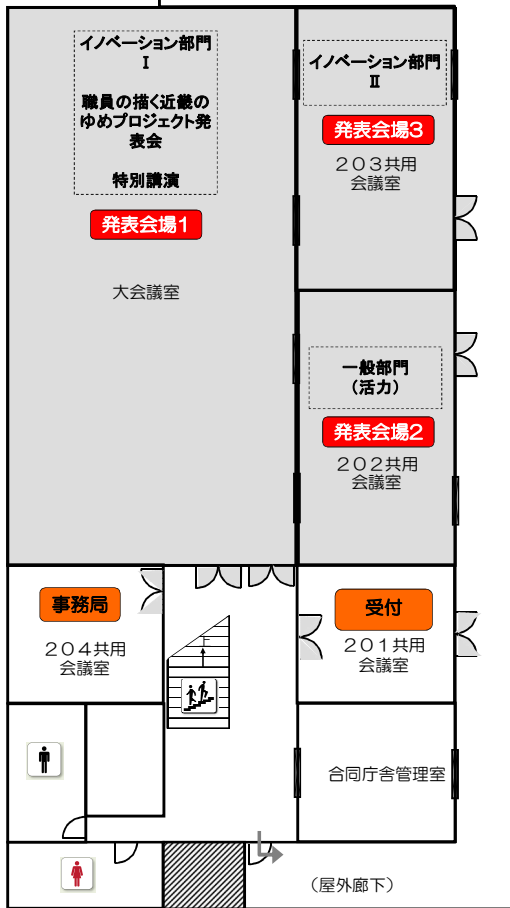 イノベーション部門
Ⅰ
職員の描く近畿の
ゆめプロジェクト発
表会
特別講演
発表会場1
大会議室
イノベーション部門
Ⅱ
発表会場3
２０３共用
会議室
一般部門
（活力）
発表会場2
２０２共用
会議室
事務局
２０４共用
会議室
受付
２０１共用
会議室
上
合同庁舎管理室
（屋外廊下）